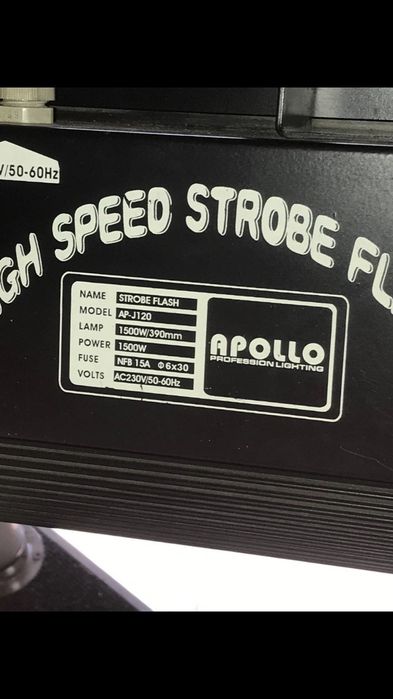 V/50-60Hz
GH SPEED STROBE FL
NAME STROBE FLASH
MODEL AP-J120
LAMP 1500W/390mm
POWER 1500W
FUSE NFB 15A Φ6x30
VOLTS AC230V/50-60Hz
APOLLO
PROFESSION LIGHTING